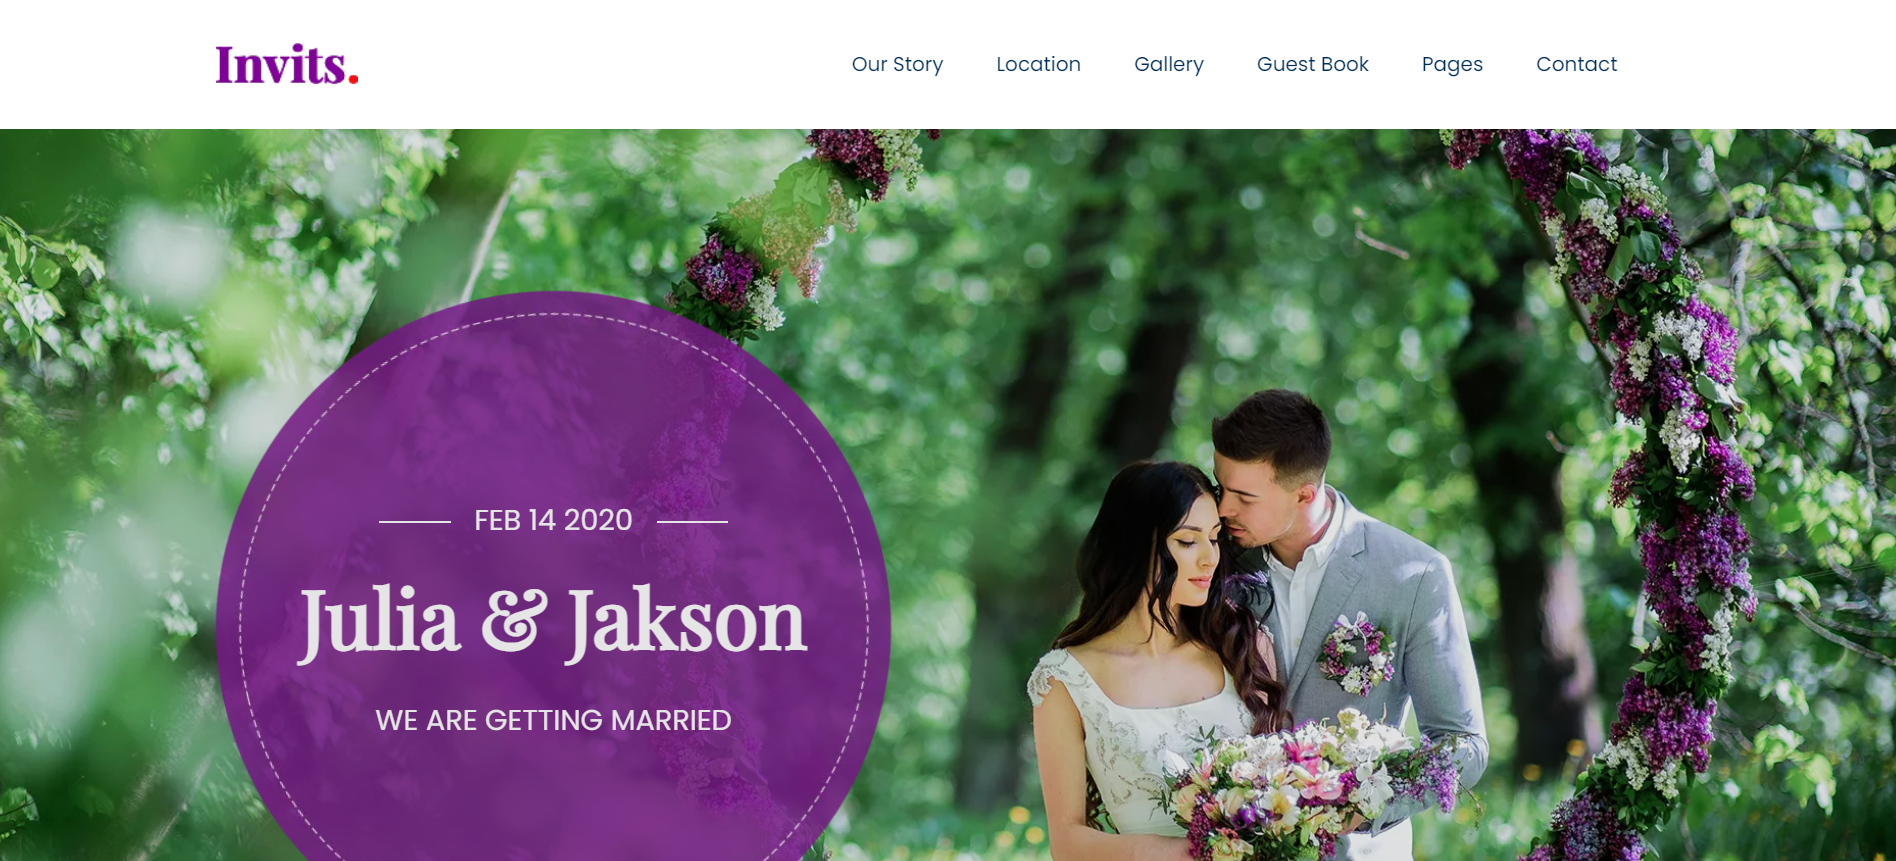 Invits.
Our Story Location Gallery Guest Book Pages Contact
FEB 14 2020
Julia & Jakson
WE ARE GETTING MARRIED